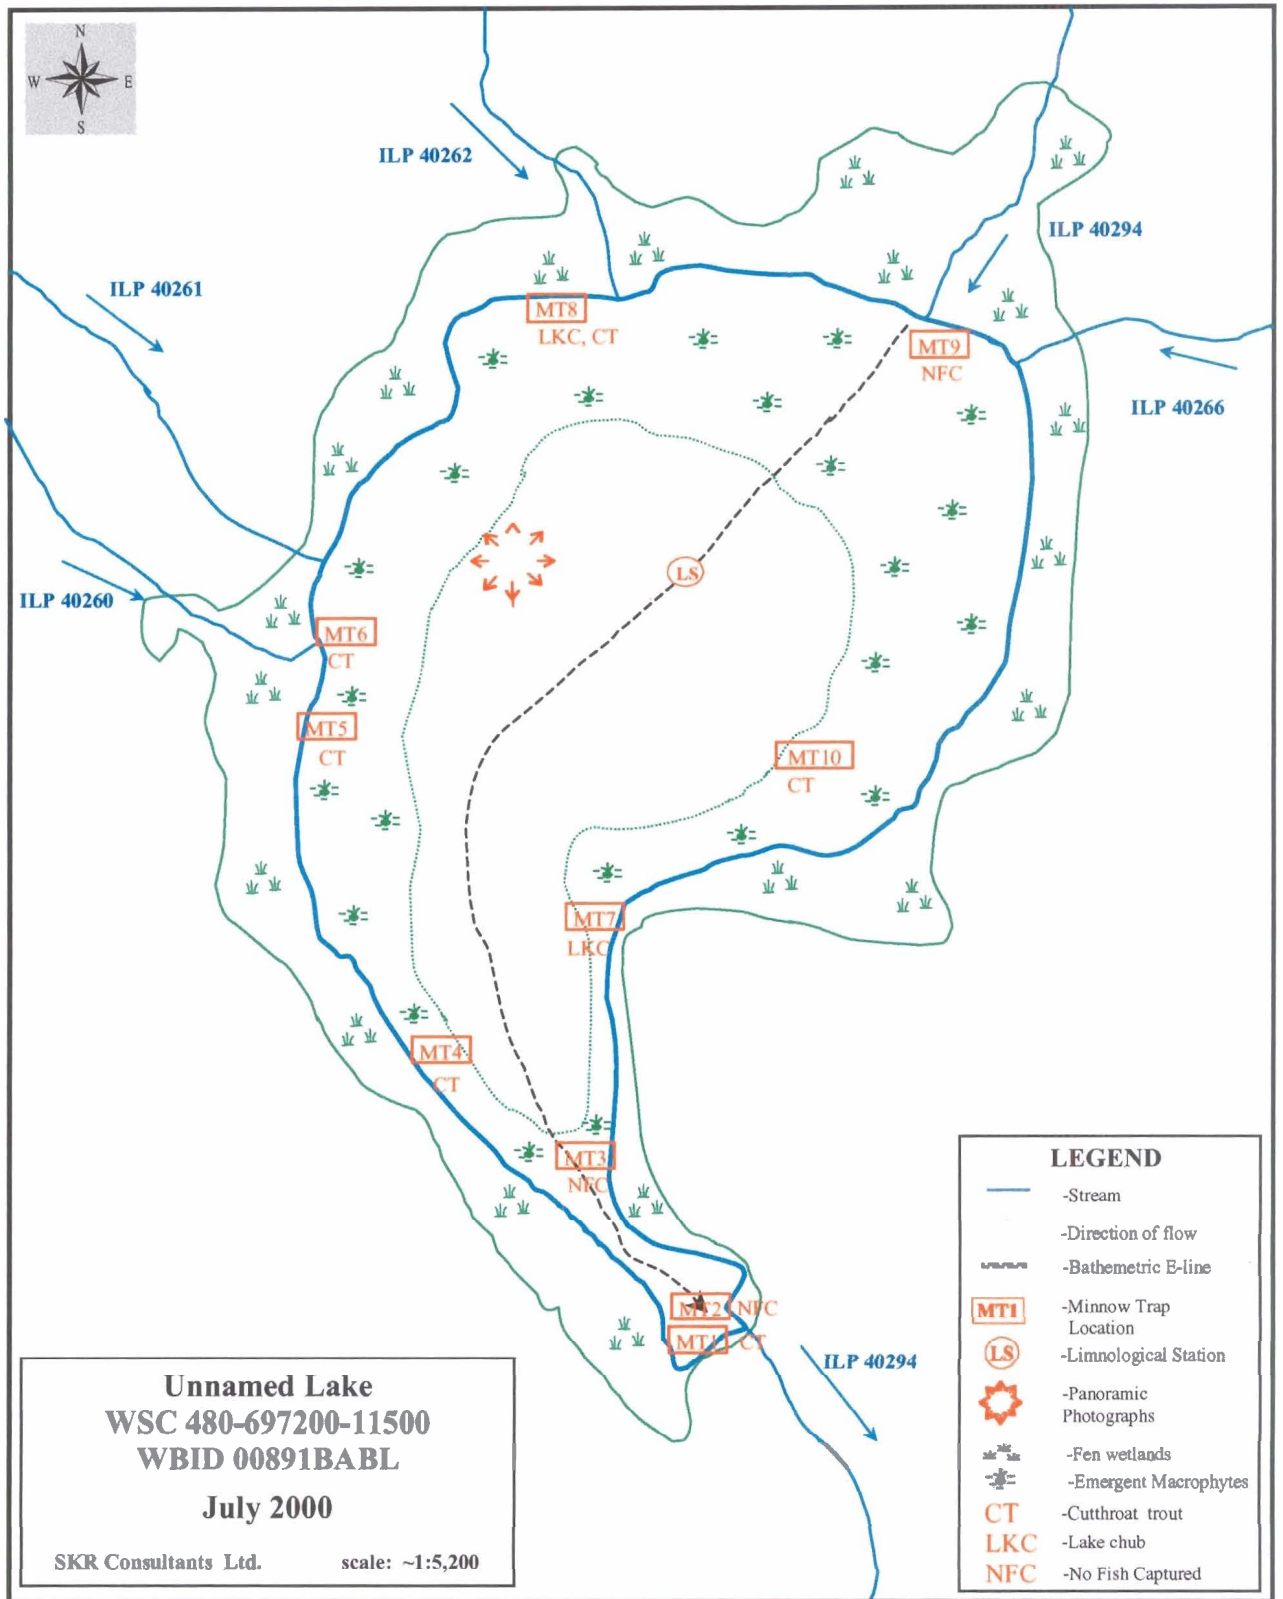 N
W E
S
ILP 40262
ILP 40294
ILP 40261
MT8
LKC, CT
MT9
NFC
ILP 40266
LS
ILP 40260
MT6
CT
MT5
CT
MT10
CT
MT7
LKC
MT4
CT
MT3
NFC
MT2 NFC
MT1 CT
ILP 40294
LEGEND
-Stream
-Direction of flow
-Bathemetric E-line
MT1 -Minnow Trap
Location
LS -Limnological Station
-Panoramic
Photographs
-Fen wetlands
-Emergent Macrophytes
CT -Cutthroat trout
LKC -Lake chub
NFC -No Fish Captured
Unnamed Lake
WSC 480-697200-11500
WBID 00891BABL
July 2000
SKR Consultants Ltd. scale: ~1:5,200